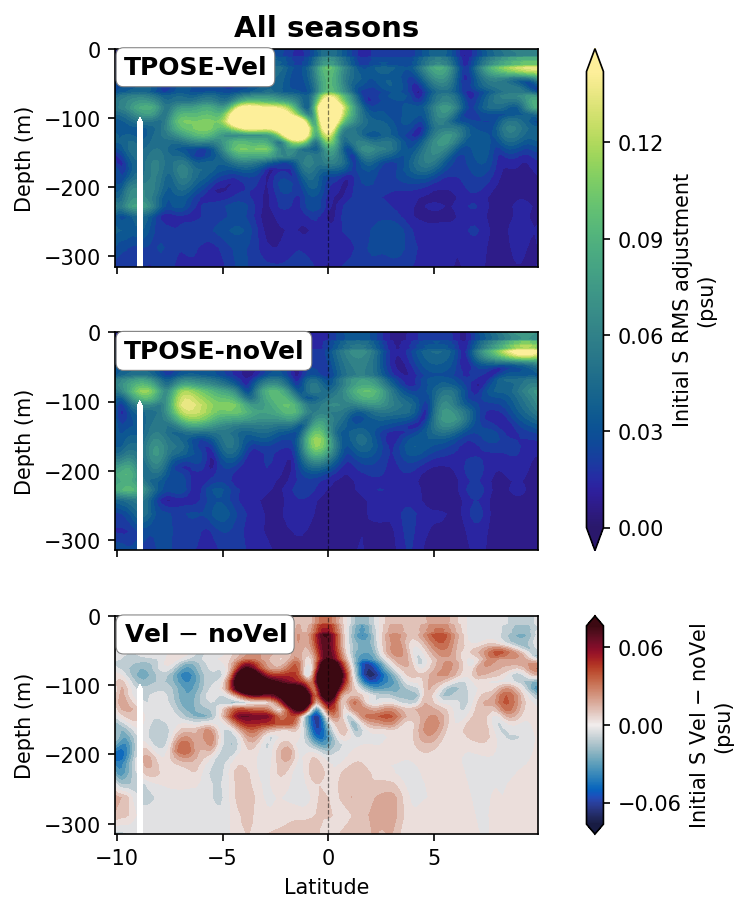 All seasons
TPOSE-Vel
0
−100
−200
−300
Depth (m)
TPOSE-noVel
0
−100
−200
−300
Depth (m)
Vel − noVel
0
−100
−200
−300
Depth (m)
−10
−5
0
5
Latitude
0.12
0.09
0.06
0.03
0.00
Initial S RMS adjustment
(psu)
0.06
0.00
−0.06
Initial S Vel − noVel
(psu)